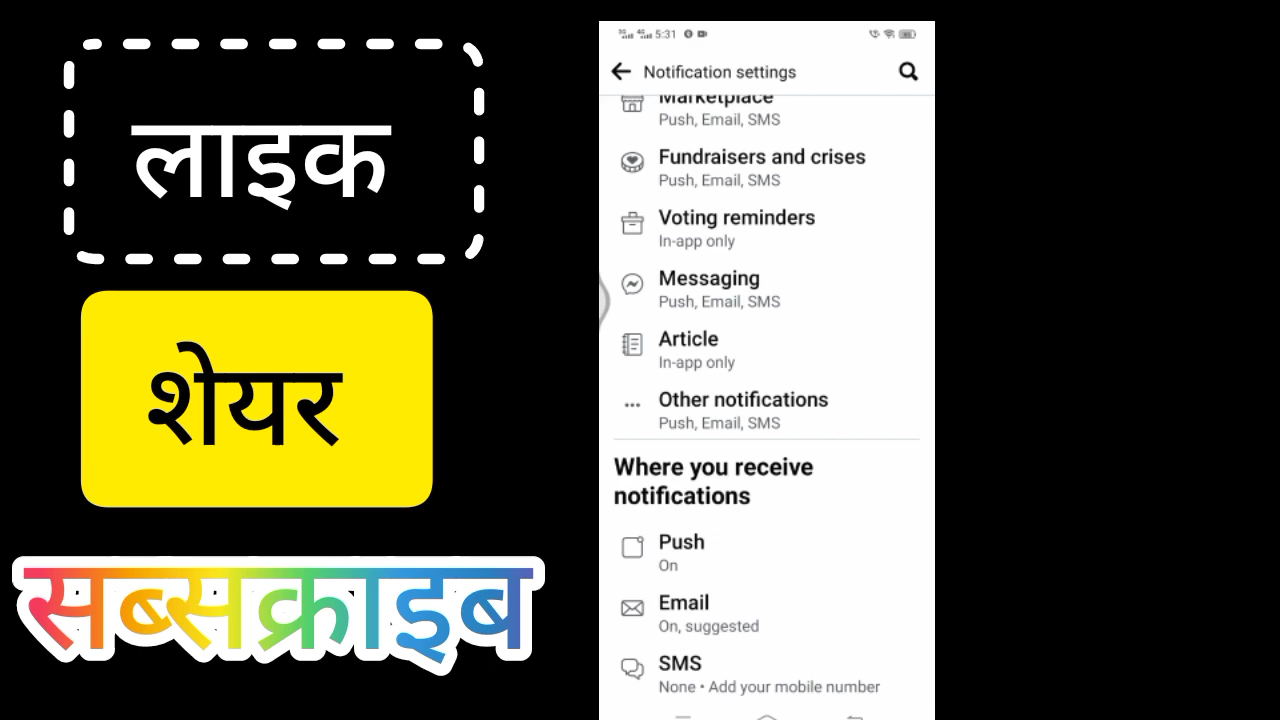 लाइक
शेयर
सब्सक्राइब
5:31
Notification settings
Marketplace
Push, Email, SMS
Fundraisers and crises
Push, Email, SMS
Voting reminders
In-app only
Messaging
Push, Email, SMS
Article
In-app only
Other notifications
Push, Email, SMS
Where you receive
notifications
Push
On
Email
On, suggested
SMS
None • Add your mobile number